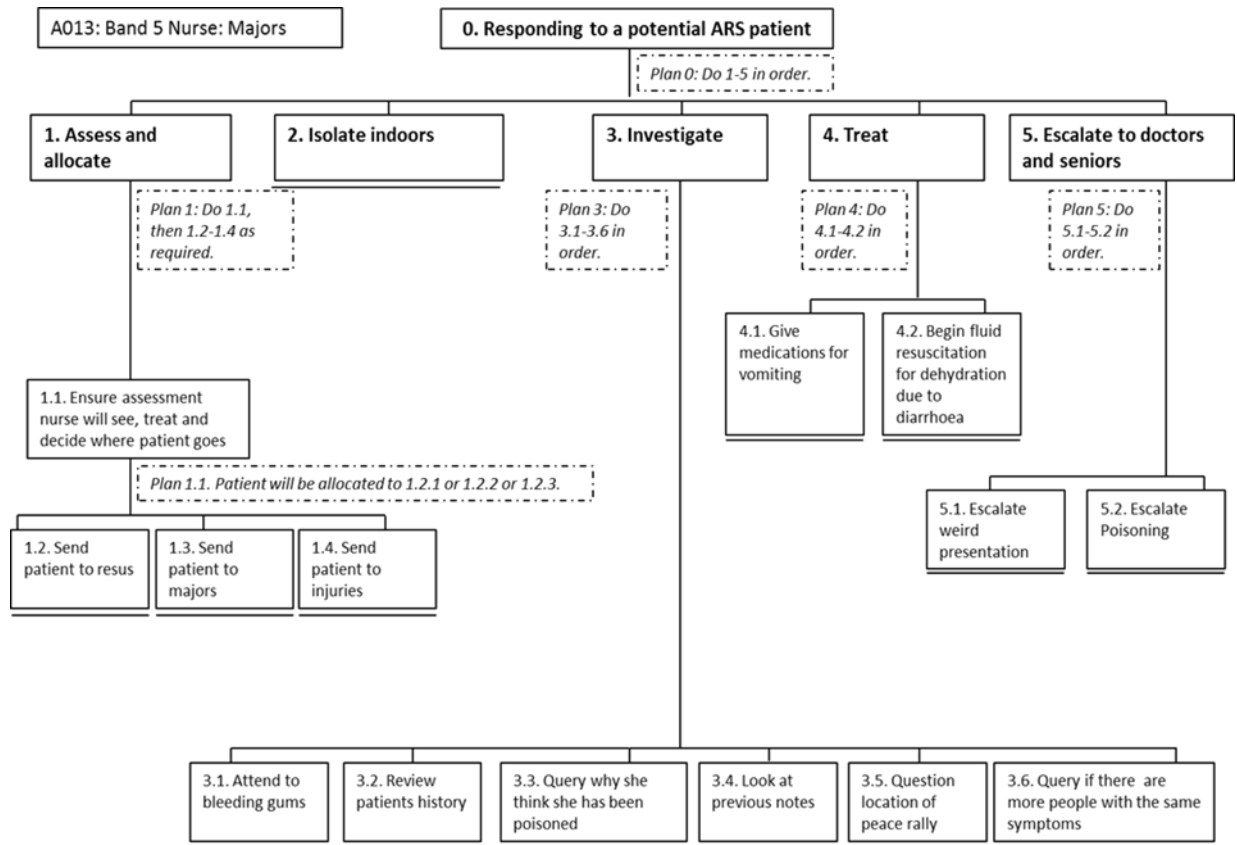 A013: Band 5 Nurse: Majors
0. Responding to a potential ARS patient
Plan 0: Do 1-5 in order.
1. Assess and
allocate
2. Isolate indoors
3. Investigate
4. Treat
5. Escalate to doctors
and seniors
Plan 1: Do 1.1,
then 1.2-1.4 as
required.
Plan 3: Do
3.1-3.6 in
order.
Plan 4: Do
4.1-4.2 in
order.
Plan 5: Do
5.1-5.2 in
order.
4.1. Give
medications for
vomiting
4.2. Begin fluid
resuscitation
for dehydration
due to
diarrhoea
1.1. Ensure assessment
nurse will see, treat and
decide where patient goes
Plan 1.1. Patient will be allocated to 1.2.1 or 1.2.2 or 1.2.3.
1.2. Send
patient to resus
1.3. Send
patient to
majors
1.4. Send
patient to
injuries
5.1. Escalate
weird
presentation
5.2. Escalate
Poisoning
3.1. Attend to
bleeding gums
3.2. Review
patients history
3.3. Query why she
think she has been
poisoned
3.4. Look at
previous notes
3.5. Question
location of
peace rally
3.6. Query if there are
more people with the same
symptoms